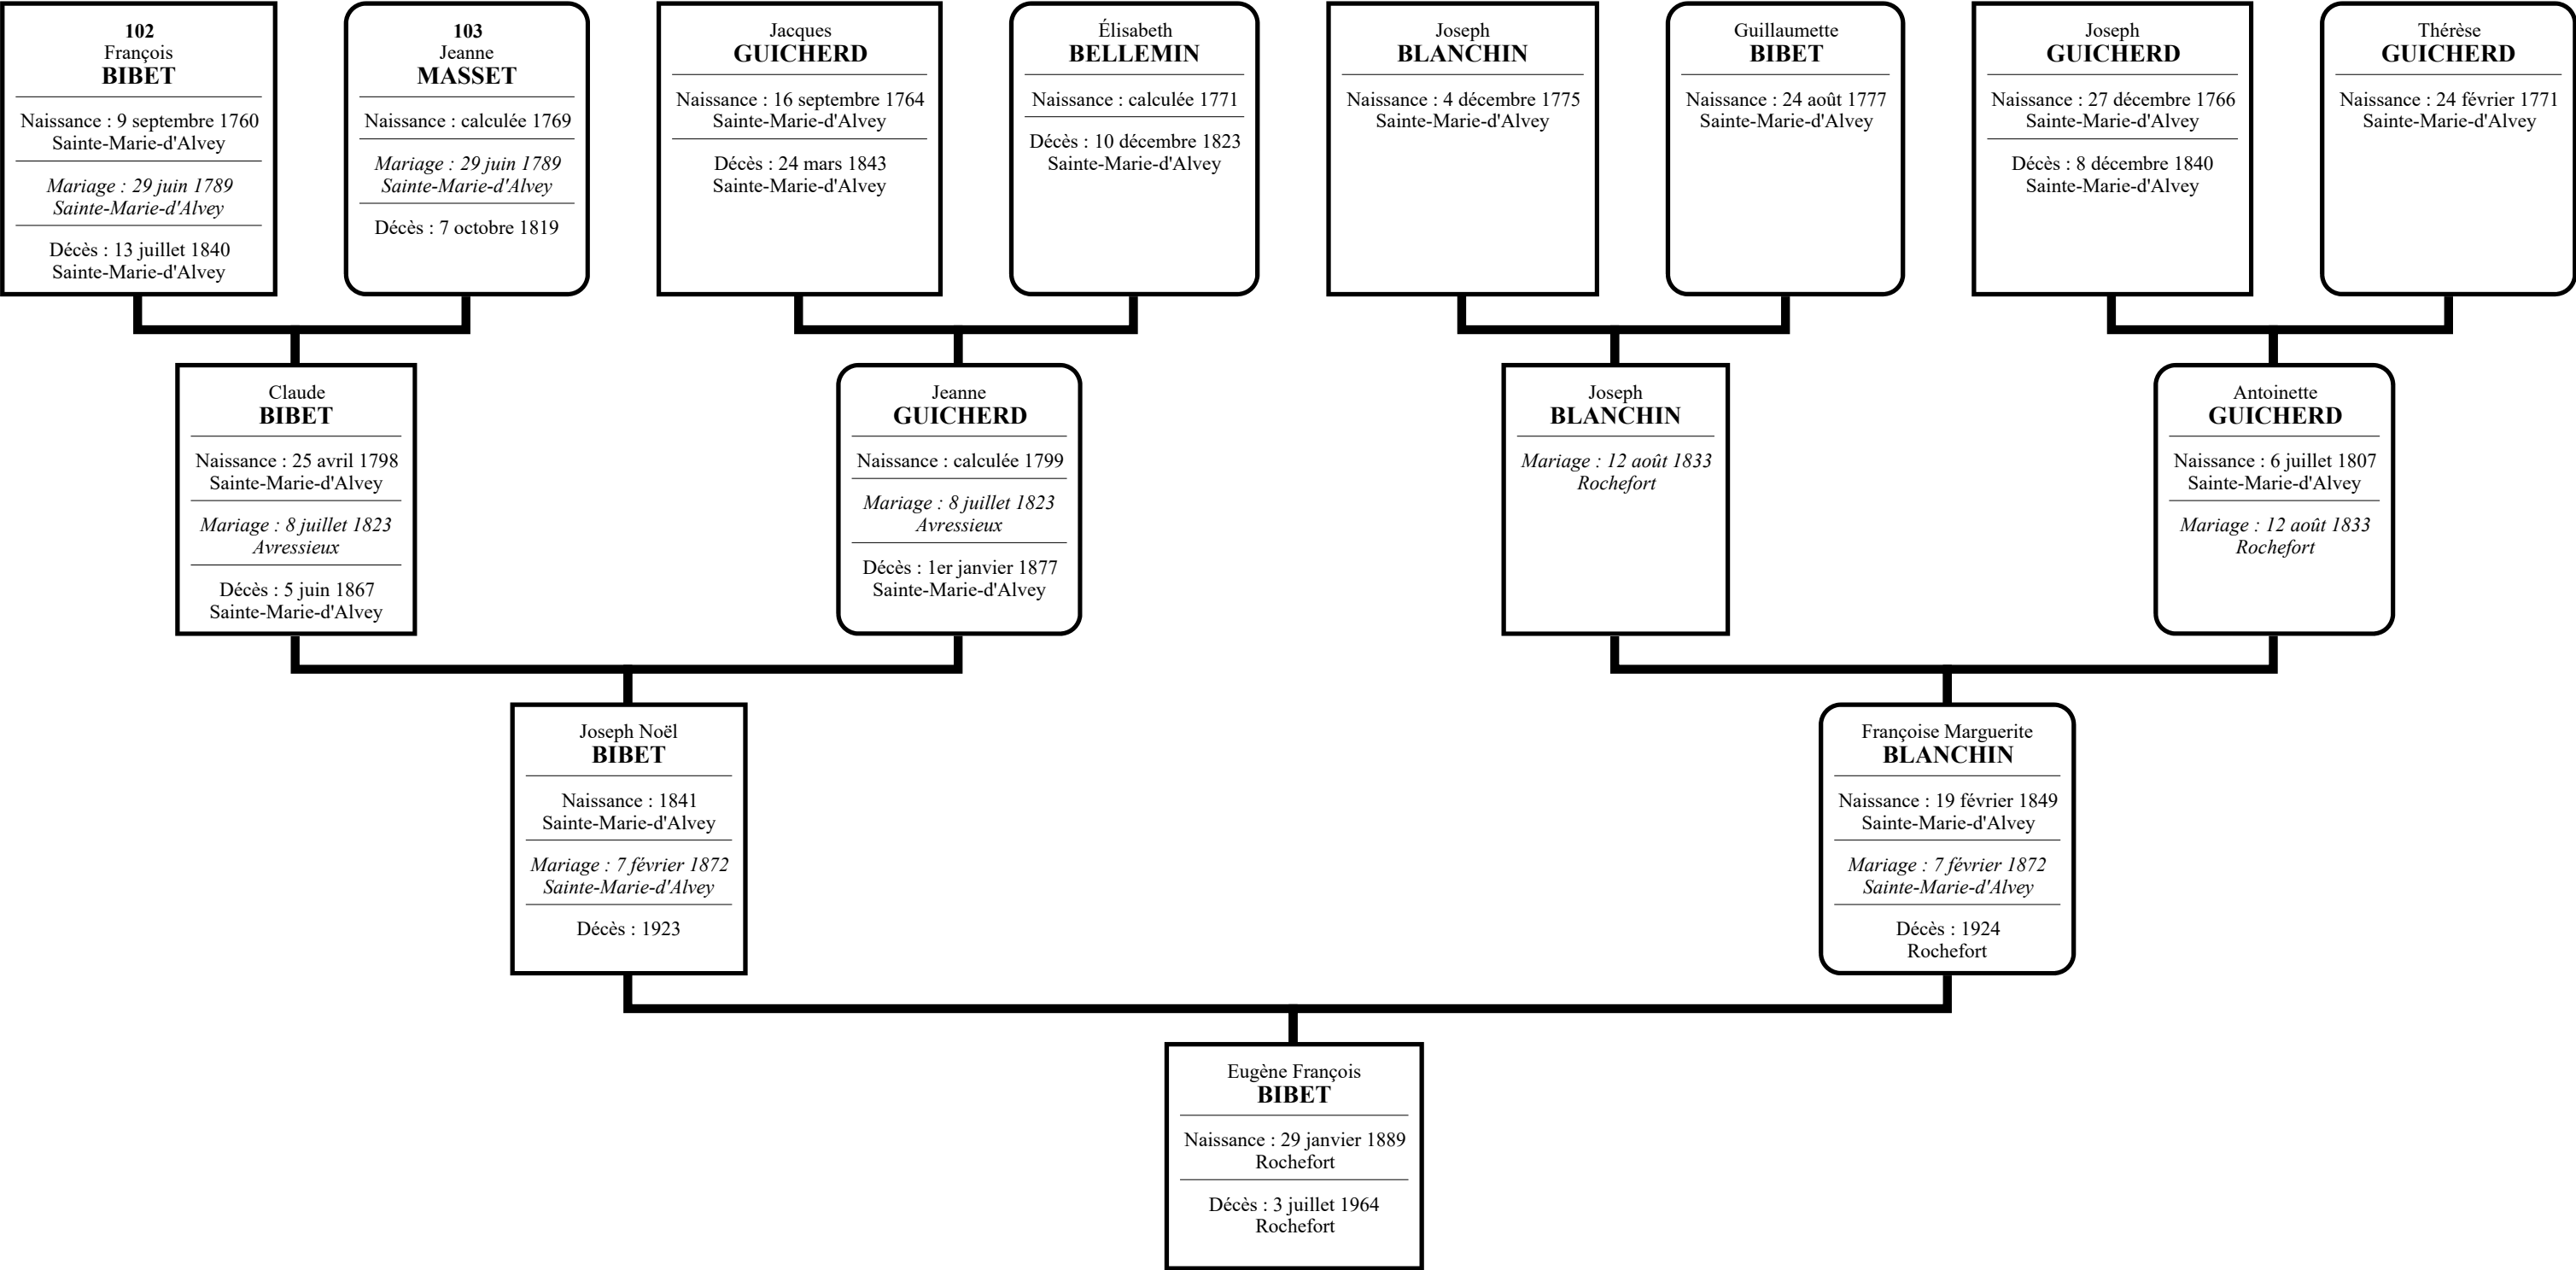 102
François
BIBET
Naissance : 9 septembre 1760
Sainte-Marie-d'Alvey
Mariage : 29 juin 1789
Sainte-Marie-d'Alvey
Décès : 13 juillet 1840
Sainte-Marie-d'Alvey
103
Jeanne
MASSET
Naissance : calculée 1769
Mariage : 29 juin 1789
Sainte-Marie-d'Alvey
Décès : 7 octobre 1819
Jacques
GUICHERD
Naissance : 16 septembre 1764
Sainte-Marie-d'Alvey
Décès : 24 mars 1843
Sainte-Marie-d'Alvey
Élisabeth
BELLEMIN
Naissance : calculée 1771
Décès : 10 décembre 1823
Sainte-Marie-d'Alvey
Joseph
BLANCHIN
Naissance : 4 décembre 1775
Sainte-Marie-d'Alvey
Guillaumette
BIBET
Naissance : 24 août 1777
Sainte-Marie-d'Alvey
Joseph
GUICHERD
Naissance : 27 décembre 1766
Sainte-Marie-d'Alvey
Décès : 8 décembre 1840
Sainte-Marie-d'Alvey
Thérèse
GUICHERD
Naissance : 24 février 1771
Sainte-Marie-d'Alvey
Claude
BIBET
Naissance : 25 avril 1798
Sainte-Marie-d'Alvey
Mariage : 8 juillet 1823
Avressieux
Décès : 5 juin 1867
Sainte-Marie-d'Alvey
Jeanne
GUICHERD
Naissance : calculée 1799
Mariage : 8 juillet 1823
Avressieux
Décès : 1er janvier 1877
Sainte-Marie-d'Alvey
Joseph
BLANCHIN
Mariage : 12 août 1833
Rochefort
Antoinette
GUICHERD
Naissance : 6 juillet 1807
Sainte-Marie-d'Alvey
Mariage : 12 août 1833
Rochefort
Joseph Noël
BIBET
Naissance : 1841
Sainte-Marie-d'Alvey
Mariage : 7 février 1872
Sainte-Marie-d'Alvey
Décès : 1923
Françoise Marguerite
BLANCHIN
Naissance : 19 février 1849
Sainte-Marie-d'Alvey
Mariage : 7 février 1872
Sainte-Marie-d'Alvey
Décès : 1924
Rochefort
Eugène François
BIBET
Naissance : 29 janvier 1889
Rochefort
Décès : 3 juillet 1964
Rochefort